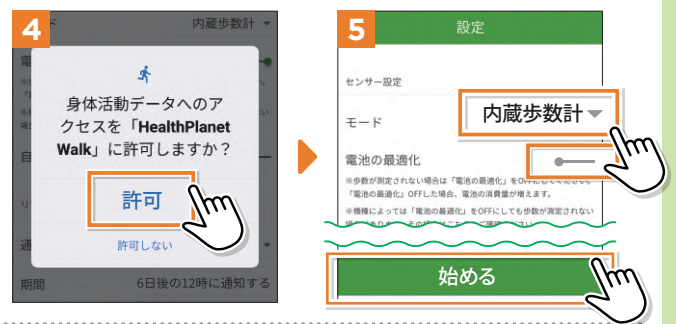 4
内蔵歩数計
身体活動データへのア
クセスを「HealthPlanet
Walk」に許可しますか？
許可
許可しない
期間
6日後の12時に通知する
5
設定
センサー設定
モード
内蔵歩数計
電池の最適化
※歩数が測定されない場合は「電池の最適化」をOFFにしてください。
「電池の最適化」OFFした場合、電池の消費量が増えます。
※機種によっては「電池の最適化」をOFFにしても歩数が測定されない
始める